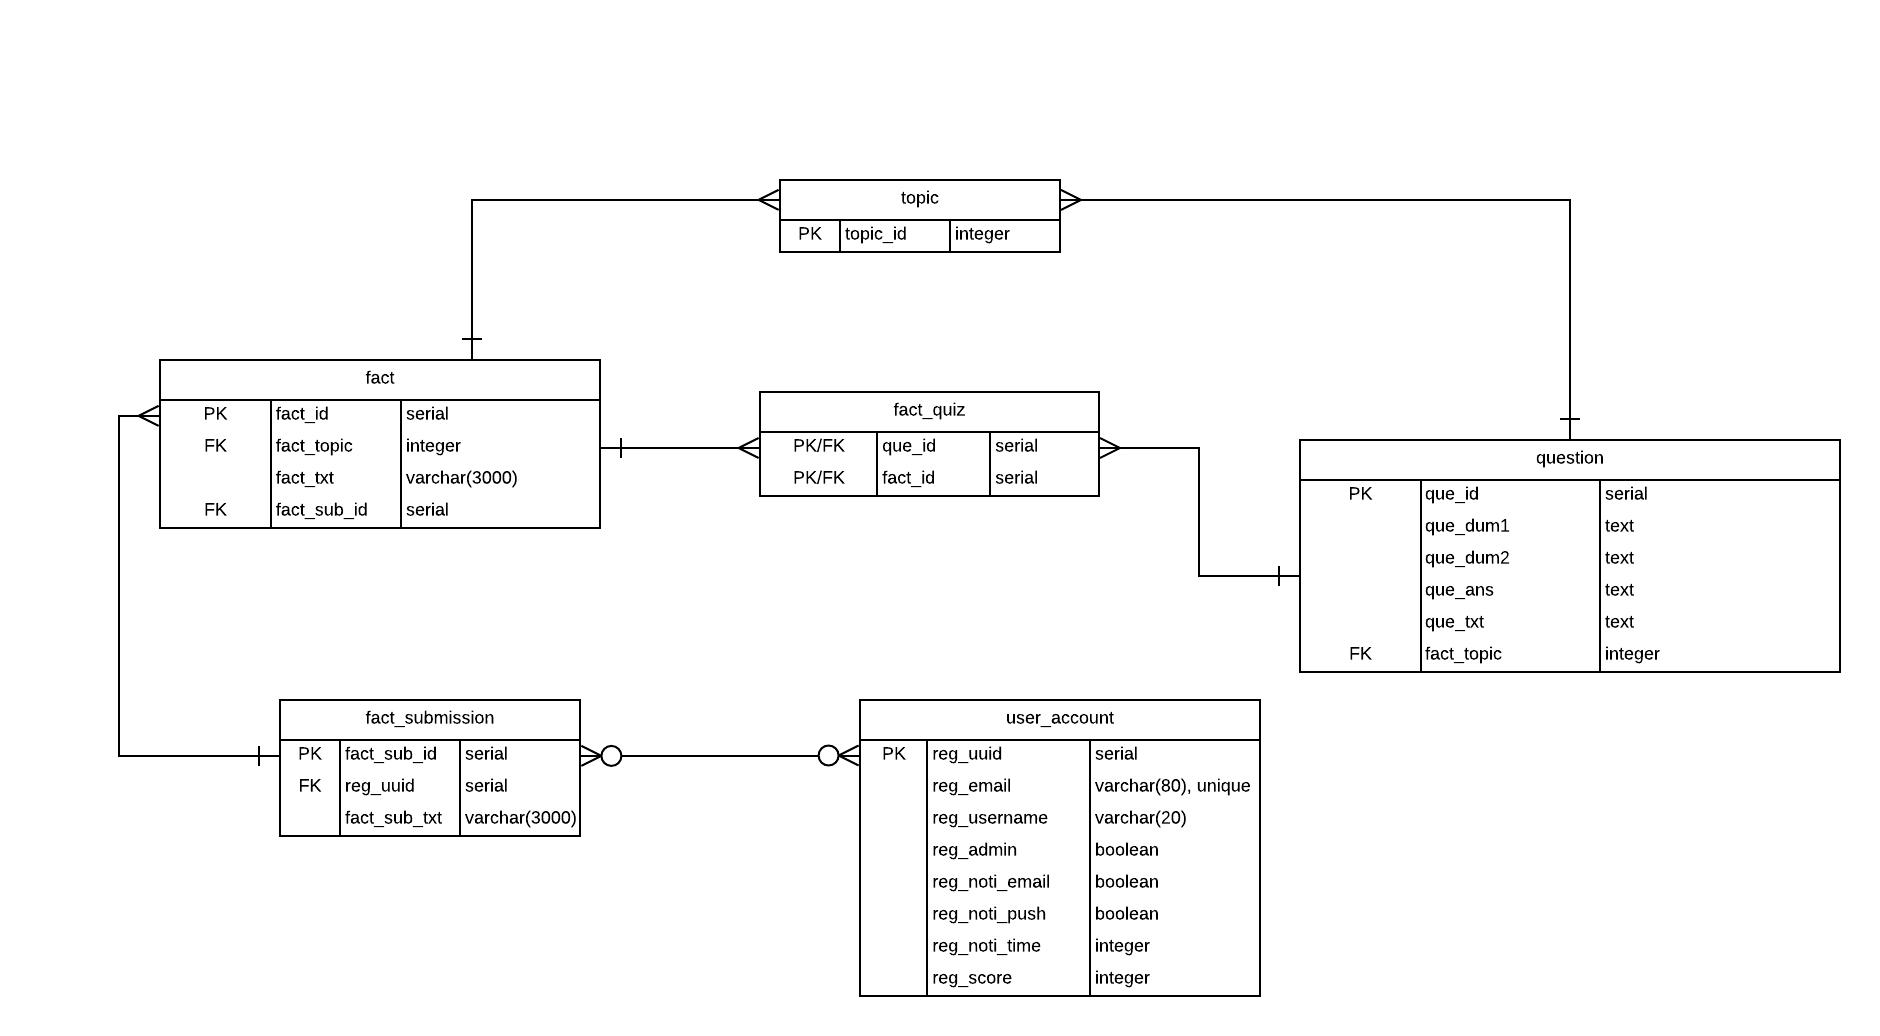 topic
PK topic_id integer
fact
PK fact_id serial
FK fact_topic integer
fact_txt varchar(3000)
FK fact_sub_id serial
fact_quiz
PK/FK que_id serial
PK/FK fact_id serial
question
PK que_id serial
que_dum1 text
que_dum2 text
que_ans text
que_txt text
FK fact_topic integer
fact_submission
PK fact_sub_id serial
FK reg_uuid serial
fact_sub_txt varchar(3000)
user_account
PK reg_uuid serial
reg_email varchar(80), unique
reg_username varchar(20)
reg_admin boolean
reg_noti_email boolean
reg_noti_push boolean
reg_noti_time integer
reg_score integer